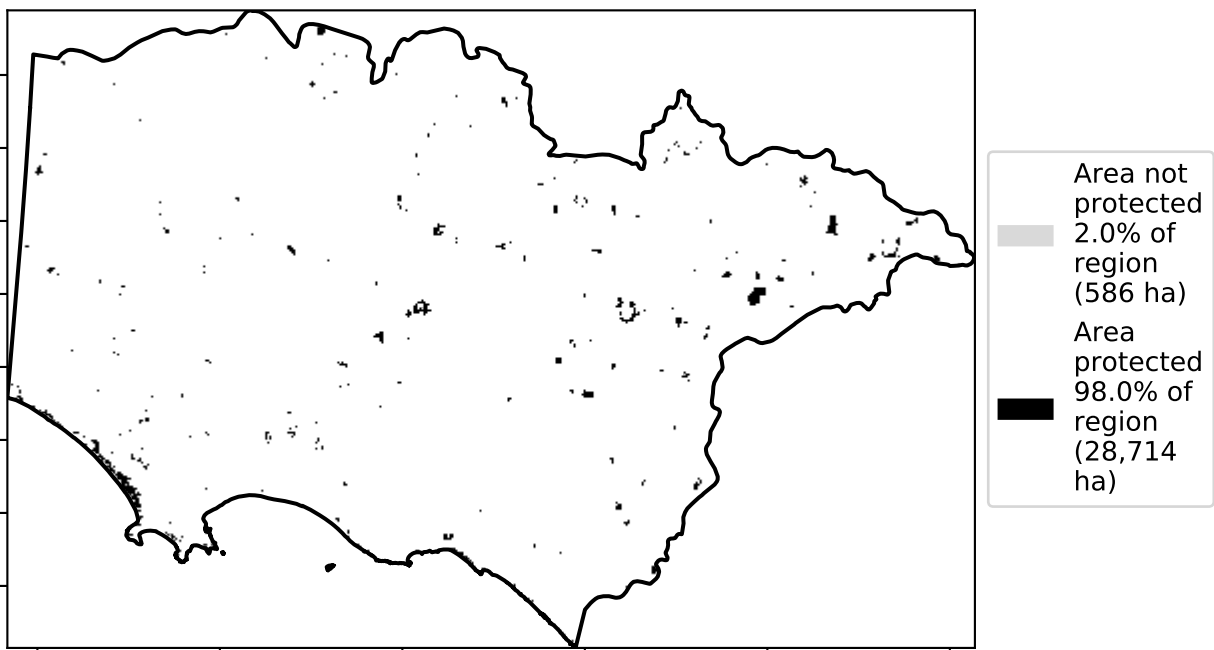 Area not
protected
2.0% of
region
(586 ha)
Area
protected
98.0% of
region
(28,714
ha)